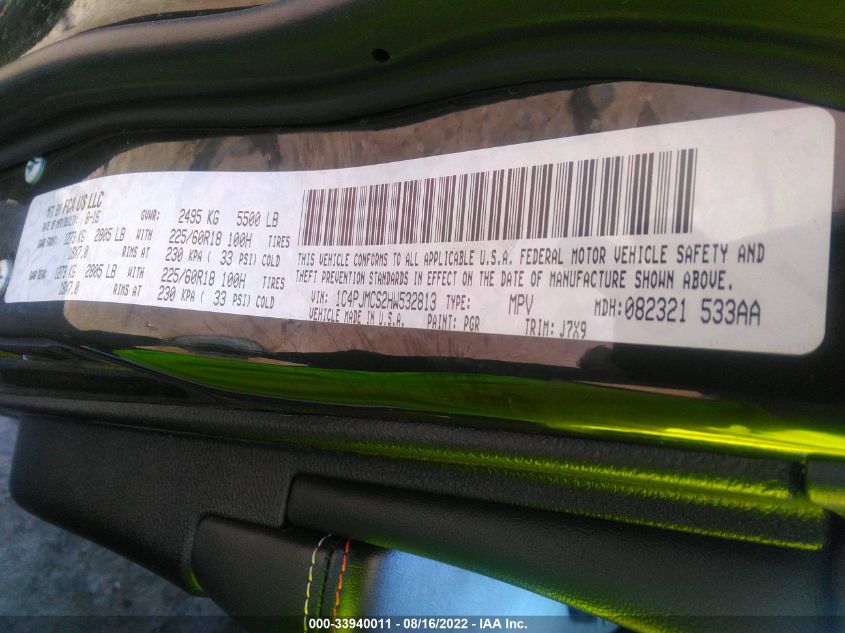 MFD BY FCA US LLC
DATE OF MFR: 8-16 GVWR: 2495 KG 5500 LB
GAWR FRONT: 1273 KG 2805 LB WITH 225/60R18 100H TIRES
18X7.0 RIMS AT 230 KPA ( 33 PSI) COLD
GAWR REAR: 1273 KG 2805 LB WITH 225/60R18 100H TIRES
18X7.0 RIMS AT 230 KPA ( 33 PSI) COLD
THIS VEHICLE CONFORMS TO ALL APPLICABLE U.S.A. FEDERAL MOTOR VEHICLE SAFETY AND
THEFT PREVENTION STANDARDS IN EFFECT ON THE DATE OF MANUFACTURE SHOWN ABOVE.
VIN: 1C4PJMCS2HW532813 TYPE: MPV MDH:082321 533AA
VEHICLE MADE IN U.S.A. PAINT: PGR TRIM: J7X9
000-33940011 - 08/16/2022 - IAA Inc.